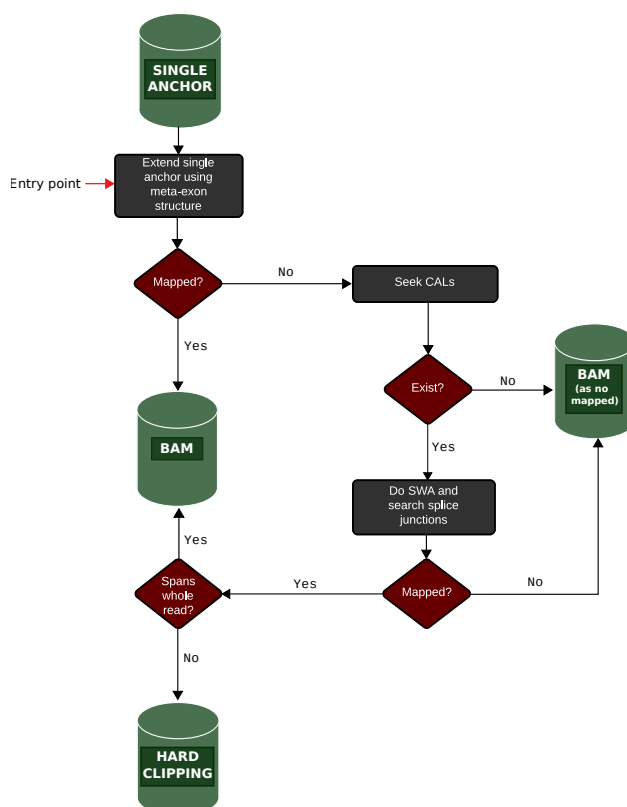 SINGLE
ANCHOR
Extend single
anchor using
meta-exon
structure
Entry point
Mapped?
No
Seek CALs
Yes
Exist?
No
BAM
(as no
mapped)
BAM
Yes
Do SWA and
search splice
junctions
Yes
Spans
whole
read?
Yes
Mapped?
No
No
HARD
CLIPPING